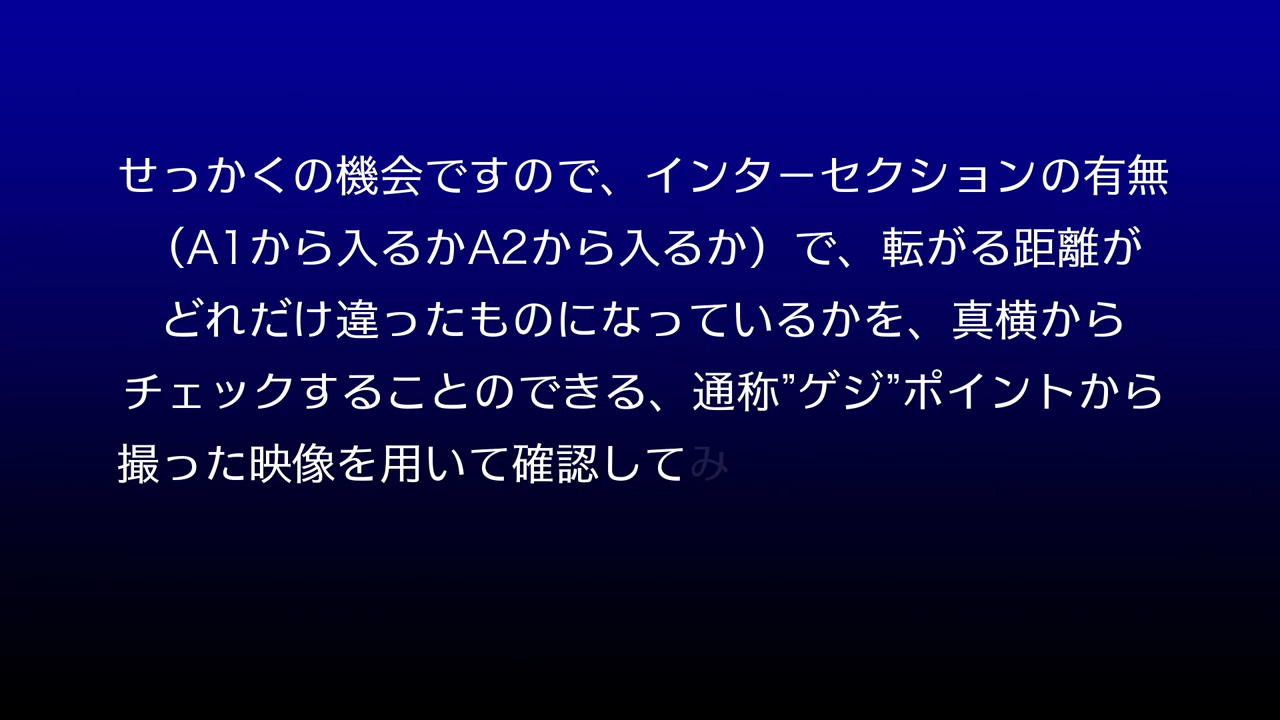 せっかくの機会ですので、インターセクションの有無
（A1から入るかA2から入るか）で、転がる距離が
どれだけ違ったものになっているかを、真横から
チェックすることのできる、通称”ゲジ”ポイントから
撮った映像を用いて確認してみ